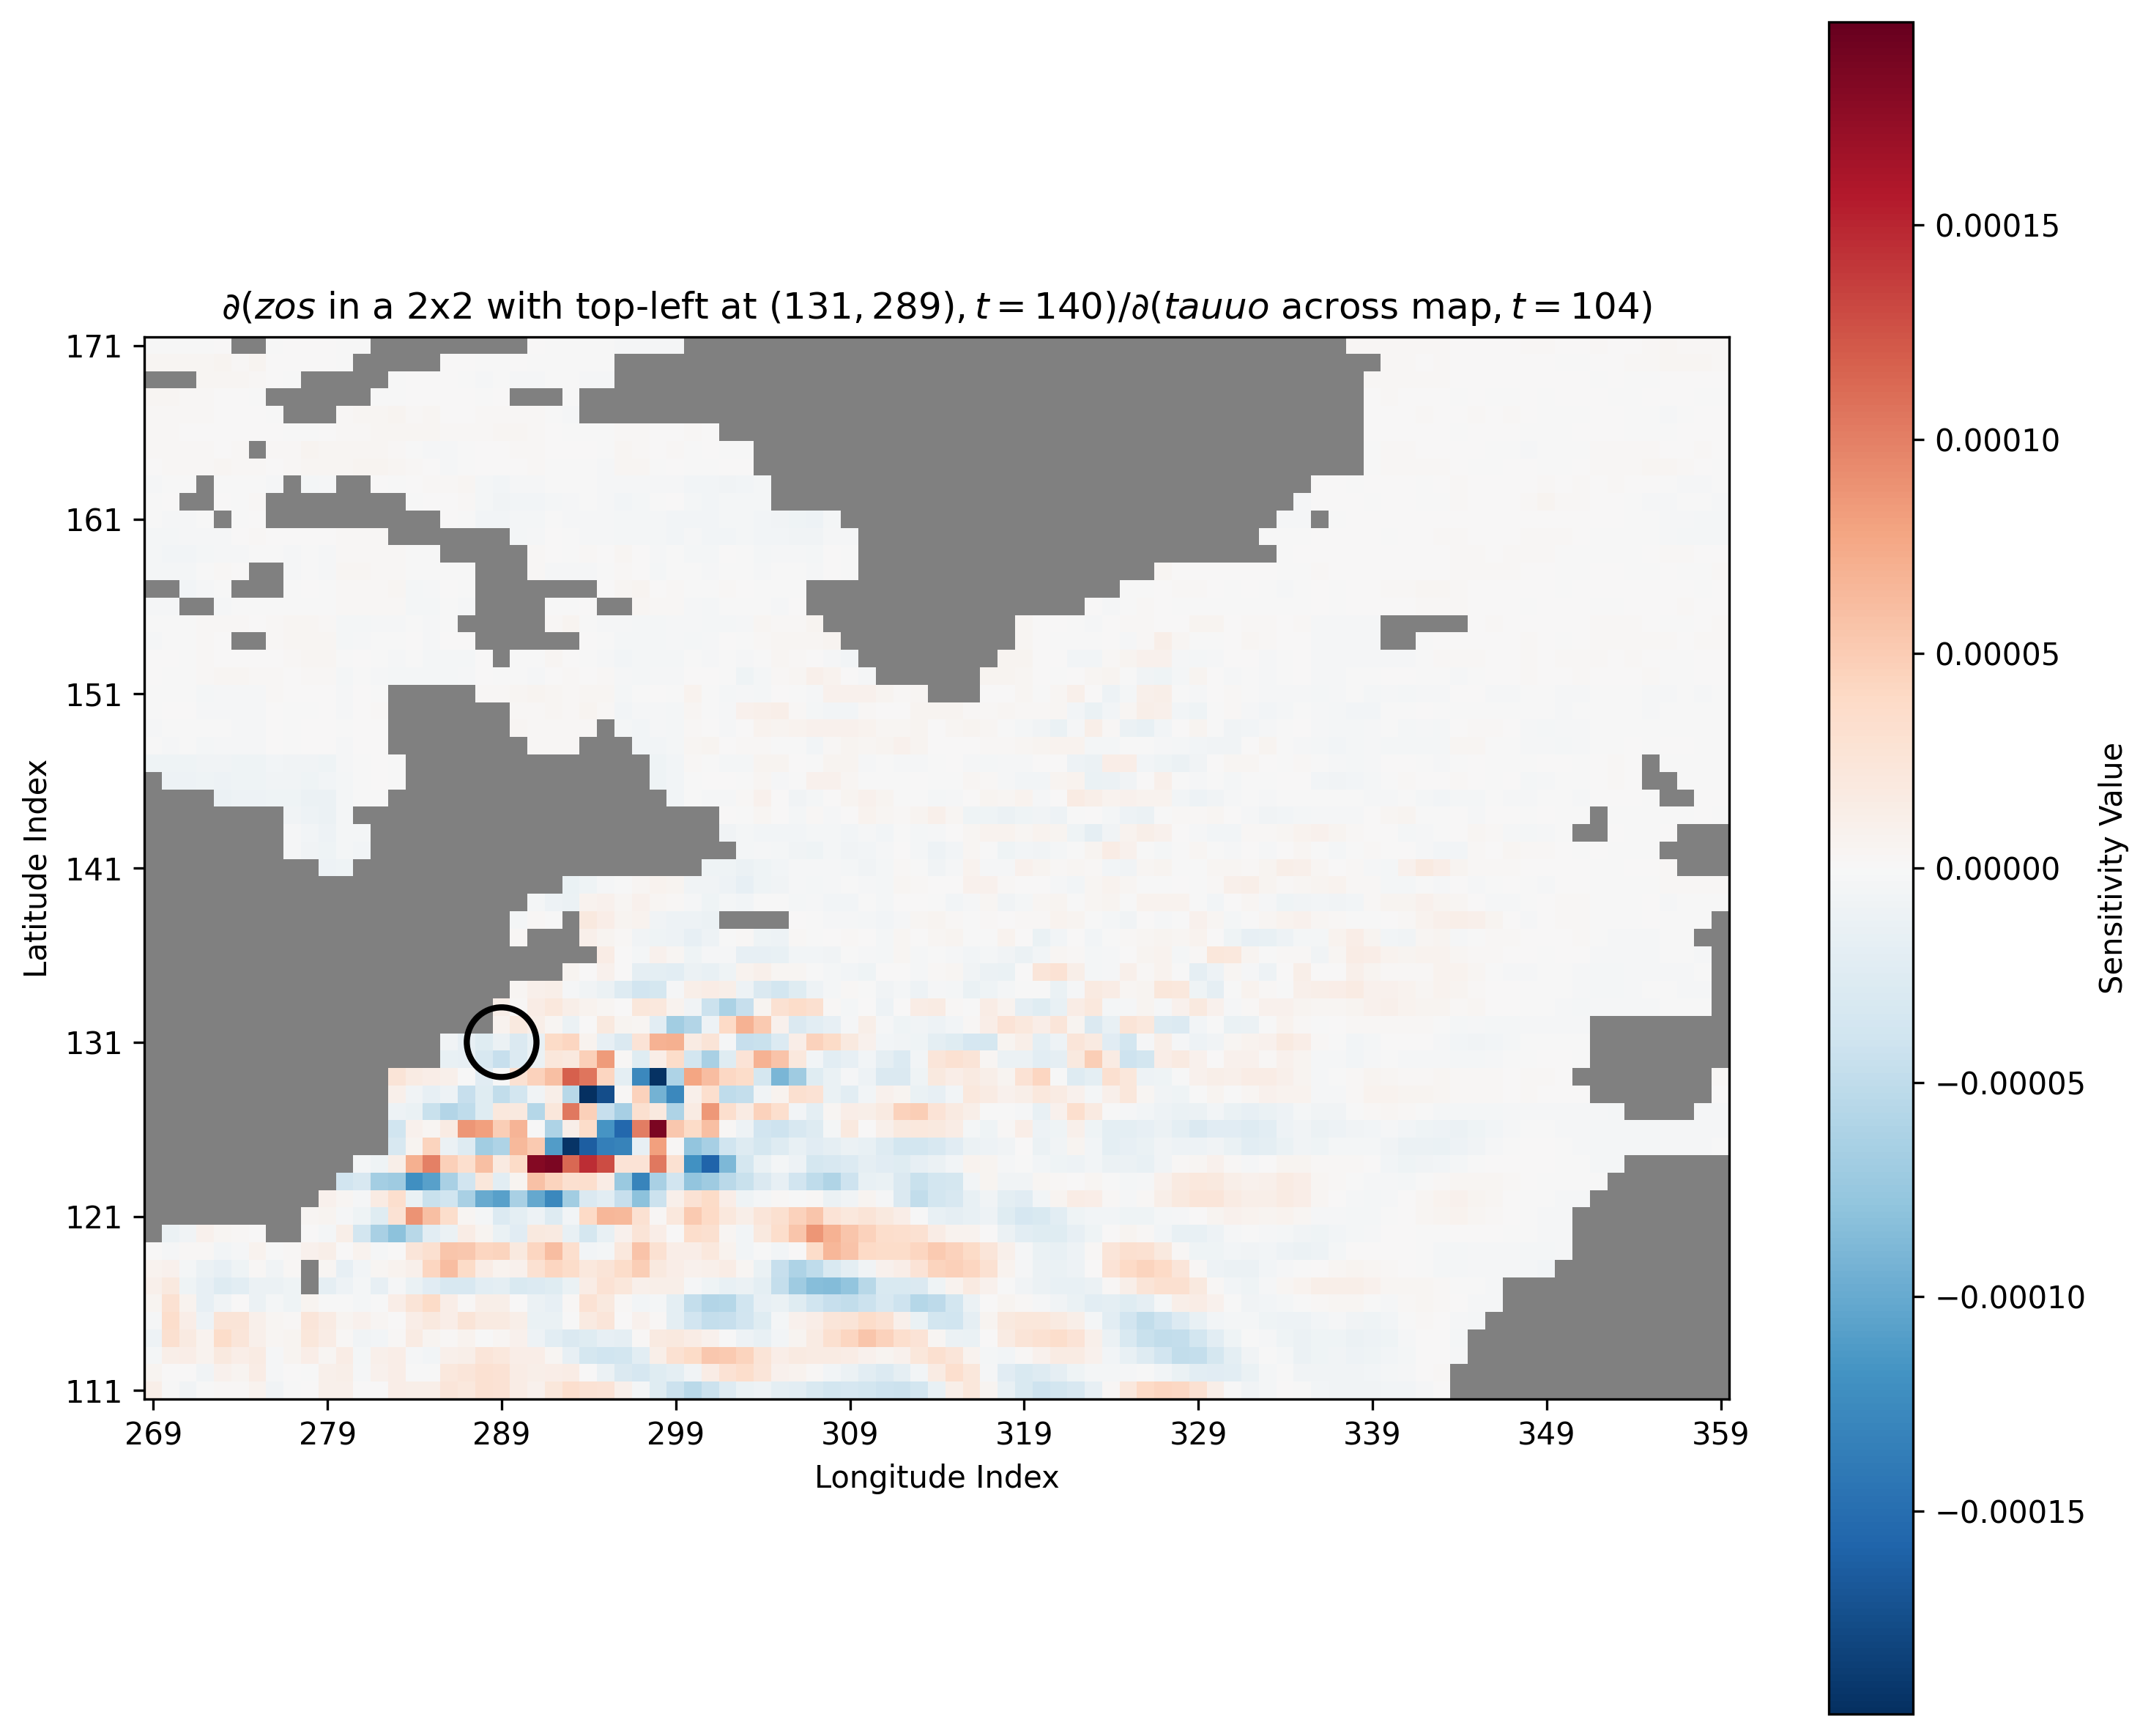 ∂(zos in a 2x2 with top-left at (131, 289), t = 140)/∂(tauuo across map, t = 104)
171
161
151
141
131
121
111
Latitude Index
269 279 289 299 309 319 329 339 349 359
Longitude Index
0.00015
0.00010
0.00005
0.00000
−0.00005
−0.00010
−0.00015
Sensitivity Value